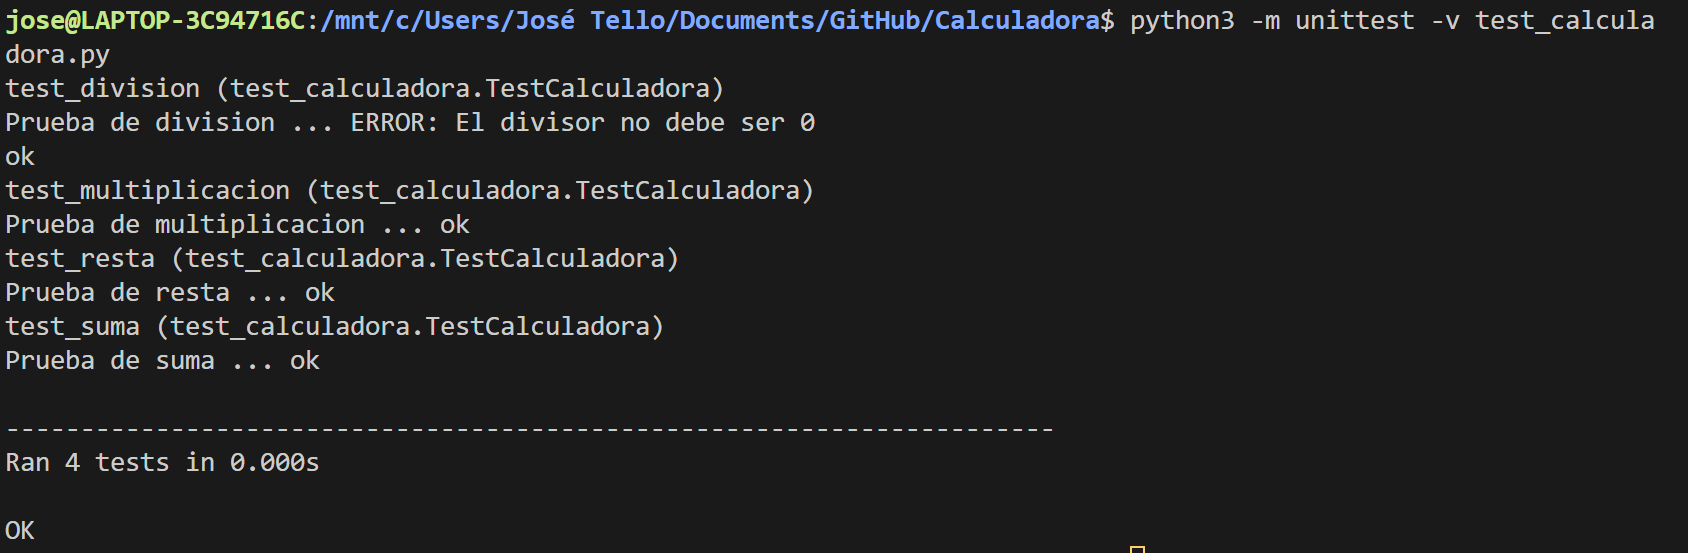 jose@LAPTOP-3C94716C:/mnt/c/Users/José Tello/Documents/GitHub/Calculadora$ python3 -m unittest -v test_calcula
dora.py
test_division (test_calculadora.TestCalculadora)
Prueba de division ... ERROR: El divisor no debe ser 0
ok
test_multiplicacion (test_calculadora.TestCalculadora)
Prueba de multiplicacion ... ok
test_resta (test_calculadora.TestCalculadora)
Prueba de resta ... ok
test_suma (test_calculadora.TestCalculadora)
Prueba de suma ... ok
----------------------------------------------------------------------
Ran 4 tests in 0.000s
OK